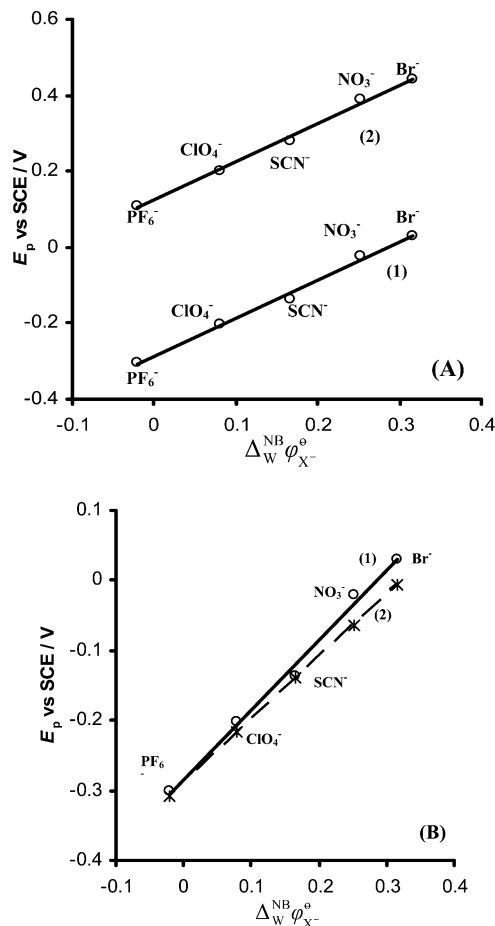 0.6
NO₃⁻ Br⁻
0.4
ClO₄⁻ (2)
SCN⁻
0.2
PF₆⁻
Eₚ vs SCE / V
0
NO₃⁻ Br⁻
(1)
ClO₄⁻ SCN⁻
-0.2
PF₆⁻ (A)
-0.4
-0.1 0 0.1 0.2 0.3 0.4
Δ_W^NB φ_X⁻^ɵ
0.1
(1) Br⁻
0
NO₃⁻
(2)
-0.1
Eₚ vs SCE / V
SCN⁻
-0.2
ClO₄⁻
PF₆
-
-0.3
(B)
-0.4
-0.1 0 0.1 0.2 0.3 0.4
Δ_W^NB φ_X⁻^ɵ